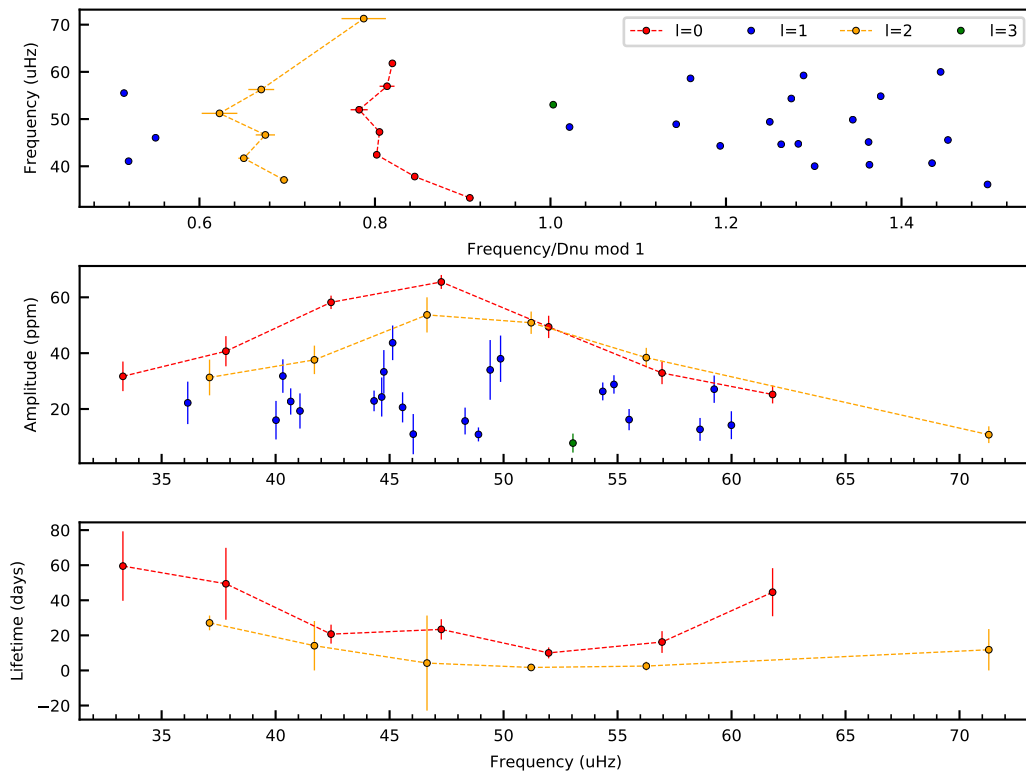 70
60
50
40
Frequency (uHz)
l=0 l=1 l=2 l=3
0.6 0.8 1.0 1.2 1.4
Frequency/Dnu mod 1
60
40
20
Amplitude (ppm)
35 40 45 50 55 60 65 70
80
60
40
20
0
−20
Lifetime (days)
35 40 45 50 55 60 65 70
Frequency (uHz)